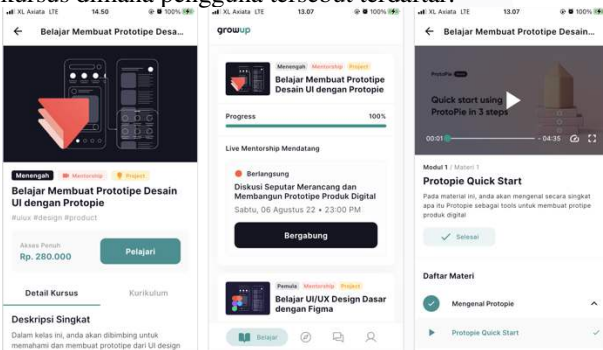 kursus dimana pengguna tersebut terdaftar.
XL Axiata LTE 14.50 100%
Belajar Membuat Prototipe Desa...
Menengah Mentorship Project
Belajar Membuat Prototipe Desain
UI dengan Protopie
#uiux #design #product
Akses Penuh
Rp. 280.000
Pelajari
Detail Kursus Kurikulum
Deskripsi Singkat
Dalam kelas ini, anda akan dibimbing untuk
memahami dan membuat prototipe dari UI design
XL Axiata LTE 13.07 100%
growup
Menengah Mentorship Project
Belajar Membuat Prototipe
Desain UI dengan Protopie
Progress 100%
Live Mentorship Mendatang
Berlangsung
Diskusi Seputar Merancang dan
Membangun Prototipe Produk Digital
Sabtu, 06 Agustus 22 • 23:00 PM
Bergabung
Pemula Mentorship Project
Belajar UI/UX Design Dasar
dengan Figma
Belajar
XL Axiata LTE 13.07 100%
Belajar Membuat Prototipe Desain...
ProtoPie
Quick start using
ProtoPie in 3 steps
00:01 - 04:35
Modul 1 / Materi 1
Protopie Quick Start
Pada material ini, anda akan mengenal secara singkat
apa itu Protopie sebagai tools untuk membuat protipe
produk digital
Selesai
Daftar Materi
Mengenal Protopie
Protopie Quick Start